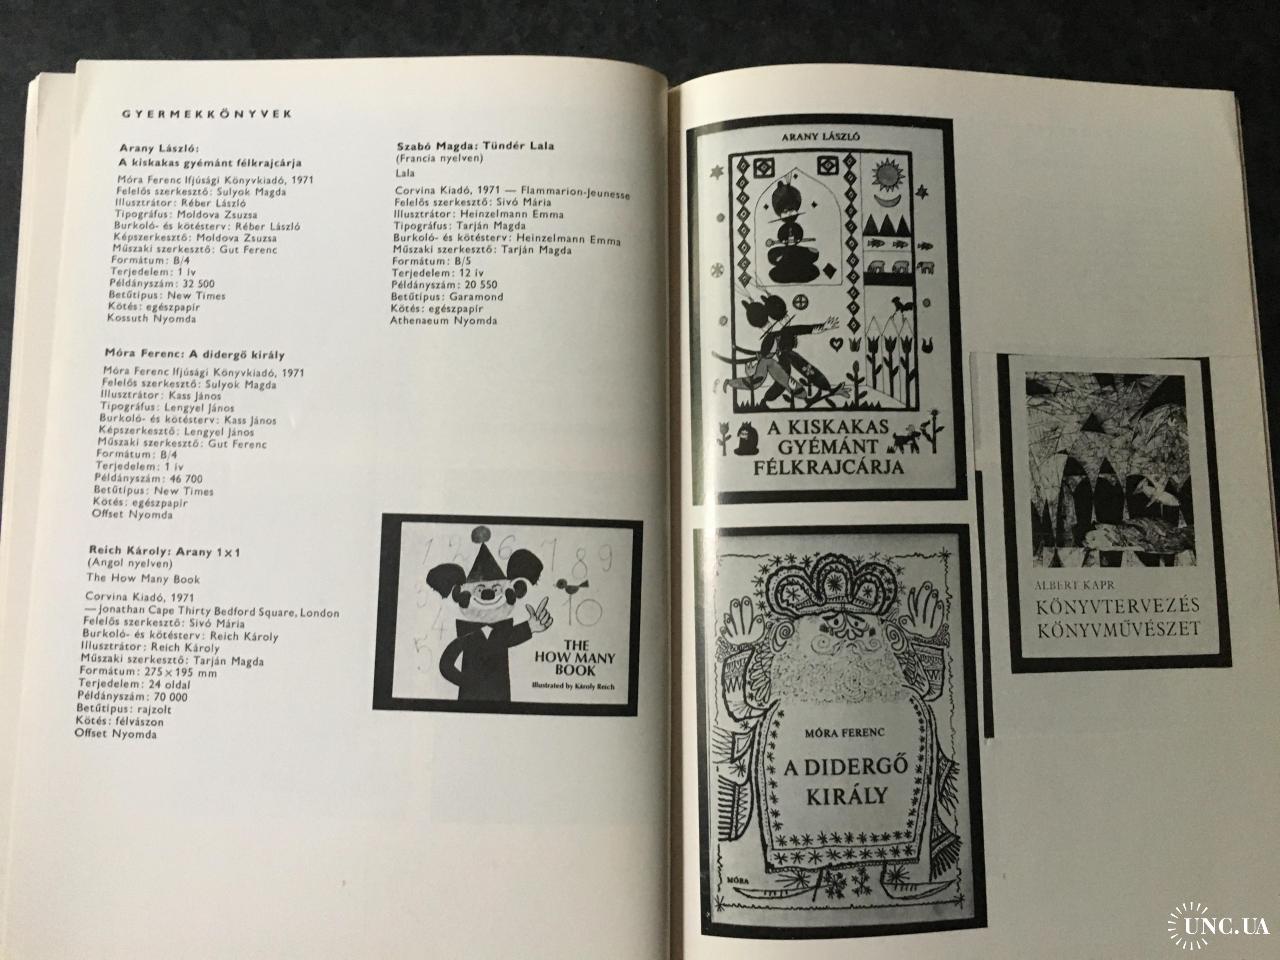 GYERMEKKÖNYVEK
Arany László:
A kiskakas gyémánt félkrajcárja
Móra Ferenc Ifjúsági Könyvkiadó, 1971
Felelős szerkesztő: Sulyok Magda
Illusztrátor: Réber László
Tipográfus: Moldova Zsuzsa
Burkoló- és kötésterv: Réber László
Képszerkesztő: Moldova Zsuzsa
Műszaki szerkesztő: Gut Ferenc
Formátum: B/4
Terjedelem: 1 ív
Példányszám: 32 500
Betűtípus: New Times
Kötés: egészpapír
Kossuth Nyomda
Móra Ferenc: A didergő király
Móra Ferenc Ifjúsági Könyvkiadó, 1971
Felelős szerkesztő: Sulyok Magda
Illusztrátor: Kass János
Tipográfus: Lengyel János
Burkoló- és kötésterv: Kass János
Képszerkesztő: Lengyel János
Műszaki szerkesztő: Gut Ferenc
Formátum: B/4
Terjedelem: 1 ív
Példányszám: 46 700
Betűtípus: New Times
Kötés: egészpapír
Offset Nyomda
Reich Károly: Arany 1×1
(Angol nyelven)
The How Many Book
Corvina Kiadó, 1971
—Jonathan Cape Thirty Bedford Square, London
Felelős szerkesztő: Sivó Mária
Burkoló- és kötésterv: Reich Károly
Illusztrátor: Reich Károly
Műszaki szerkesztő: Tarján Magda
Formátum: 275×195 mm
Terjedelem: 24 oldal
Példányszám: 70 000
Betűtípus: rajzolt
Kötés: félvászon
Offset Nyomda
Szabó Magda: Tündér Lala
(Francia nyelven)
Lala
Corvina Kiadó, 1971 — Flammarion-Jeunesse
Felelős szerkesztő: Sivó Mária
Illusztrátor: Heinzelmann Emma
Tipográfus: Tarján Magda
Burkoló- és kötésterv: Heinzelmann Emma
Műszaki szerkesztő: Tarján Magda
Formátum: B/5
Terjedelem: 12 ív
Példányszám: 20 550
Betűtípus: Garamond
Kötés: egészpapír
Athenaeum Nyomda
1 2 6 7 8 9
4 10
5
THE
HOW MANY
BOOK
Illustrated by Károly Reich
ARANY LÁSZLÓ
A KISKAKAS
GYÉMÁNT
FÉLKRAJCÁRJA
MÓRA FERENC
A DIDERGŐ
KIRÁLY
MÓRA
ALBERT KAPR
KÖNYVTERVEZÉS
KÖNYVMŰVÉSZET
UNC.UA